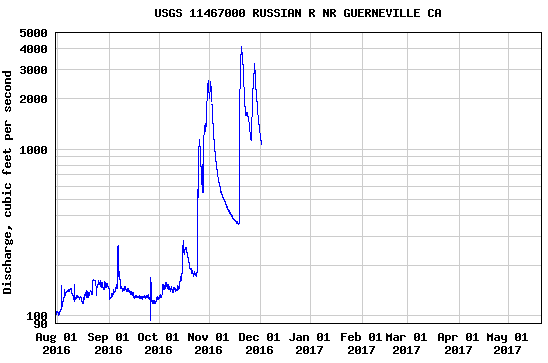 USGS 11467000 RUSSIAN R NR GUERNEVILLE CA
Discharge, cubic feet per second
5000
4000
3000
2000
1000
100
90
Aug 01 Sep 01 Oct 01 Nov 01 Dec 01 Jan 01 Feb 01 Mar 01 Apr 01 May 01
2016 2016 2016 2016 2016 2017 2017 2017 2017 2017